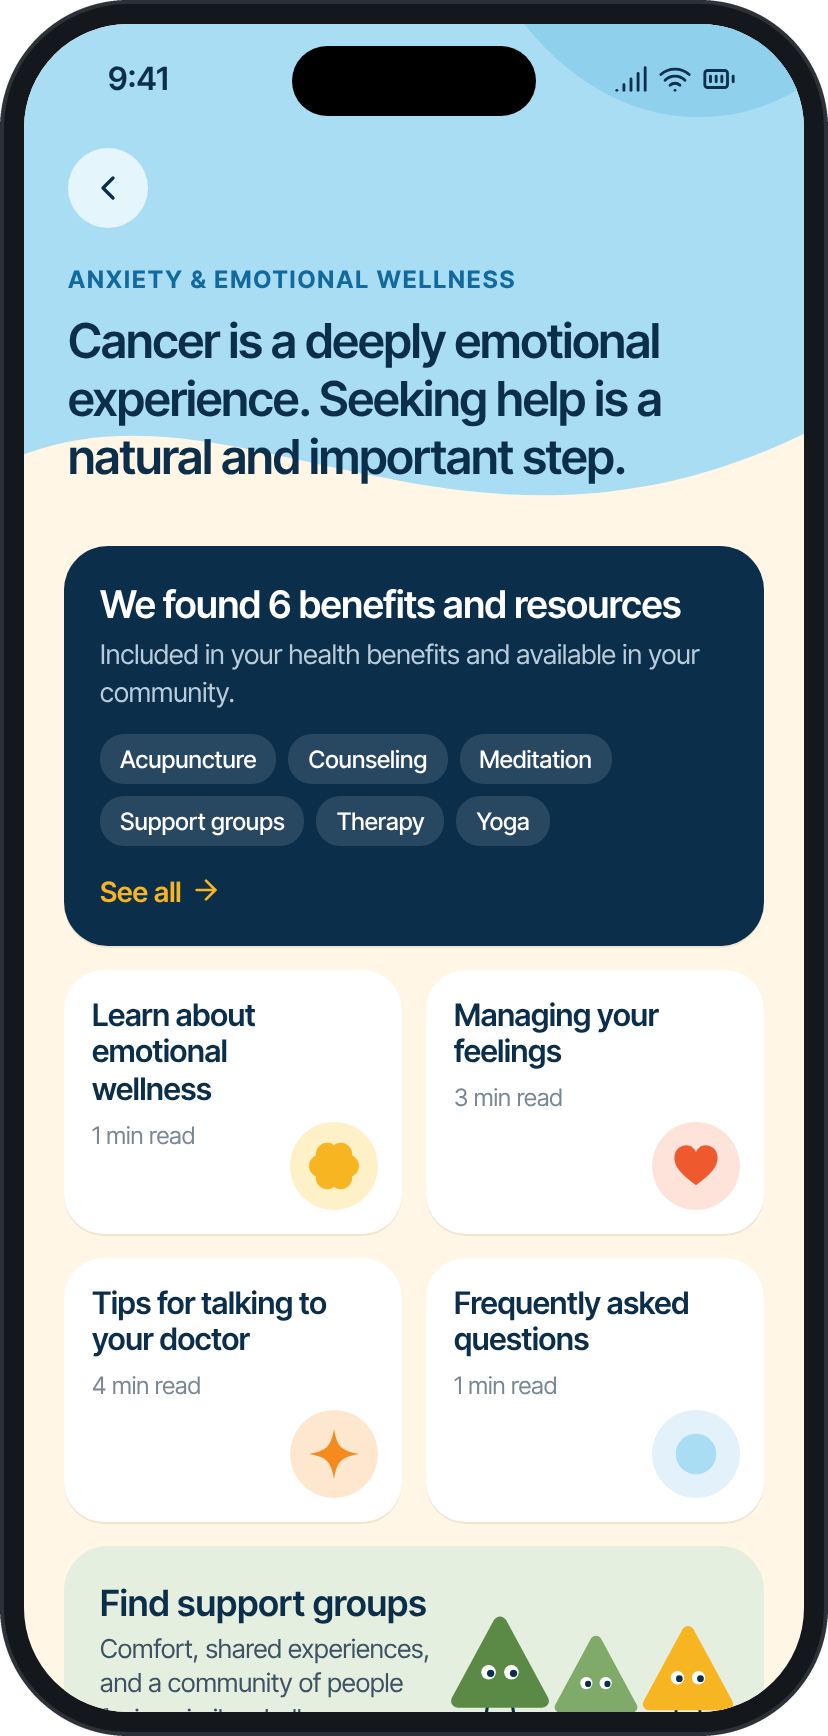 9:41
ANXIETY & EMOTIONAL WELLNESS
Cancer is a deeply emotional
experience. Seeking help is a
natural and important step.
We found 6 benefits and resources
Included in your health benefits and available in your
community.
Acupuncture Counseling Meditation
Support groups Therapy Yoga
See all
Learn about
emotional
wellness
1 min read
Managing your
feelings
3 min read
Tips for talking to
your doctor
4 min read
Frequently asked
questions
1 min read
Find support groups
Comfort, shared experiences,
and a community of people